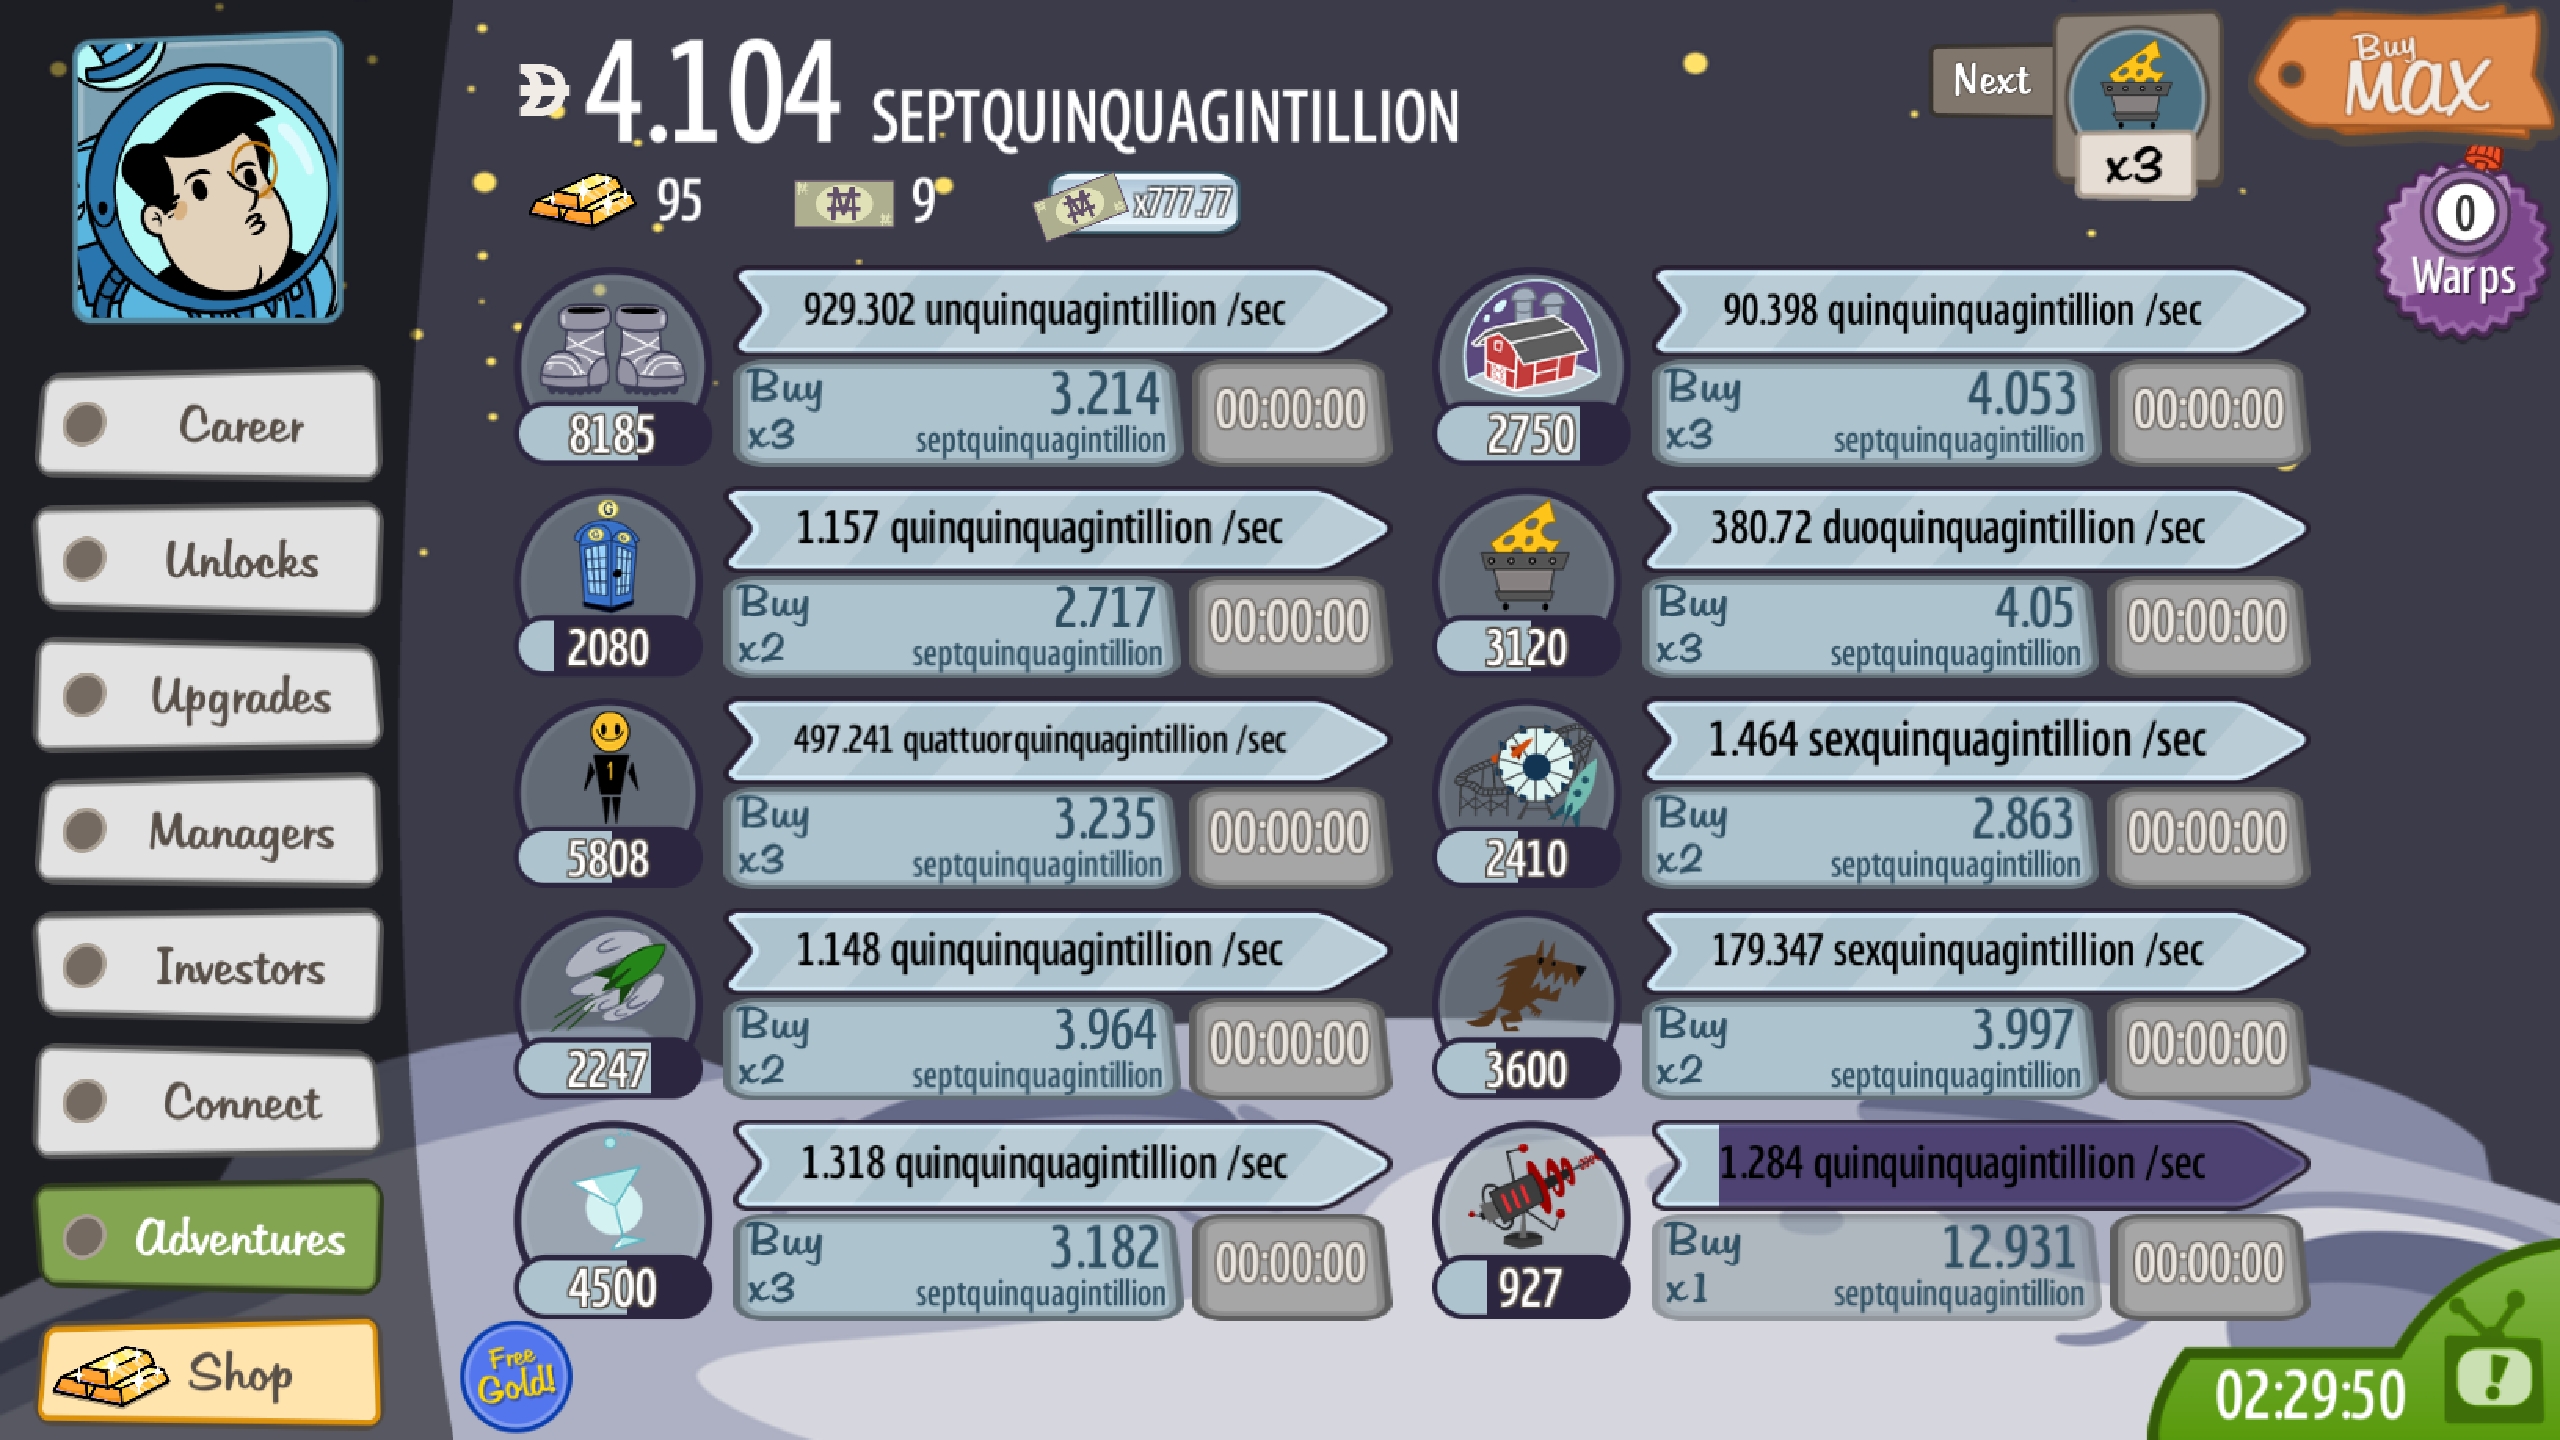 4.104 SEPTQUINQUAGINTILLION
Next
x3
Buy
MAX
95
9
x777.77
0
Warps
929.302 unquinquagintillion /sec
Buy
x3
3.214
septquinquagintillion
00:00:00
8185
90.398 quinquinquagintillion /sec
Buy
x3
4.053
septquinquagintillion
00:00:00
2750
G
G G
1.157 quinquinquagintillion /sec
Buy
x2
2.717
septquinquagintillion
00:00:00
2080
380.72 duoquinquagintillion /sec
Buy
x3
4.05
septquinquagintillion
00:00:00
3120
1
497.241 quattuorquinquagintillion /sec
Buy
x3
3.235
septquinquagintillion
00:00:00
5808
1.464 sexquinquagintillion /sec
Buy
x2
2.863
septquinquagintillion
00:00:00
2410
1.148 quinquinquagintillion /sec
Buy
x2
3.964
septquinquagintillion
00:00:00
2247
179.347 sexquinquagintillion /sec
Buy
x2
3.997
septquinquagintillion
00:00:00
3600
1.318 quinquinquagintillion /sec
Buy
x3
3.182
septquinquagintillion
00:00:00
4500
1.284 quinquinquagintillion /sec
Buy
x1
12.931
septquinquagintillion
00:00:00
927
Career
Unlocks
Upgrades
Managers
Investors
Connect
Adventures
Shop
Free
Gold!
02:29:50
!